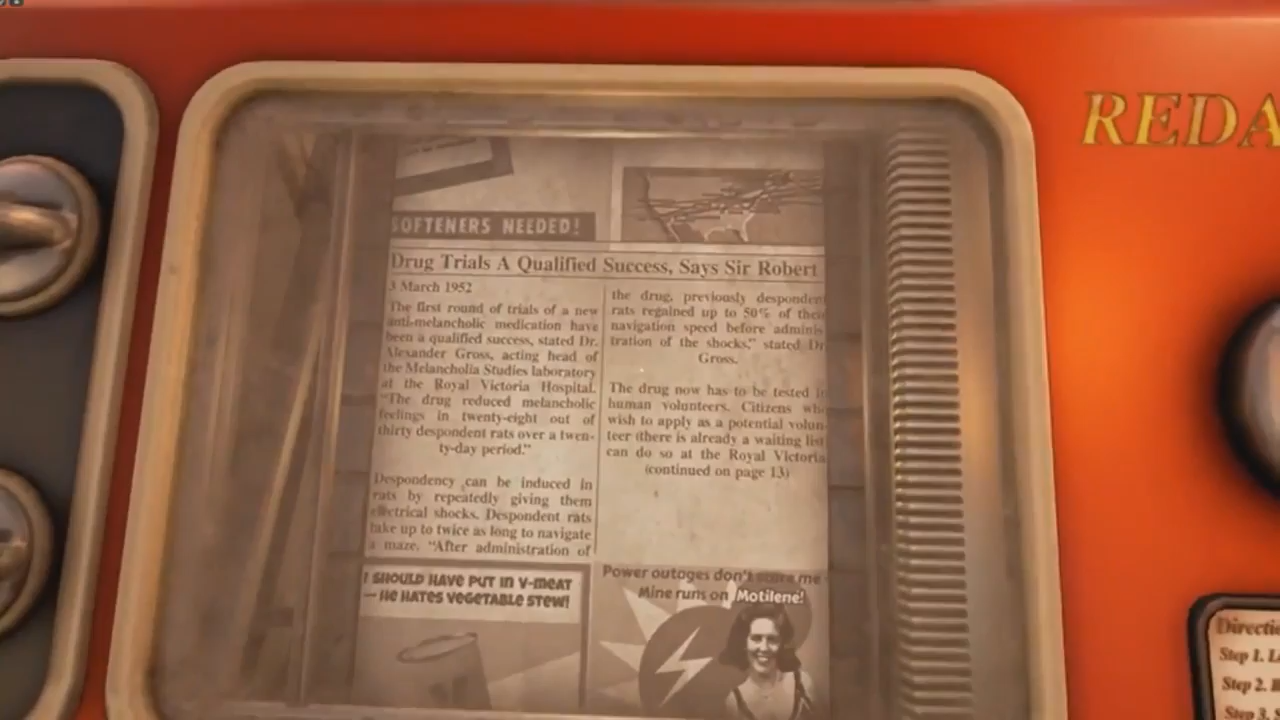 REDA
SOFTENERS NEEDED!
Drug Trials A Qualified Success, Says Sir Robert
3 March 1952
The first round of trials of a new
anti-melancholic medication have
been a qualified success, stated Dr.
Alexander Gross, acting head of
the Melancholia Studies laboratory
at the Royal Victoria Hospital.
"The drug reduced melancholic
feelings in twenty-eight out of
thirty despondent rats over a twen-
ty-day period."
Despondency can be induced in
rats by repeatedly giving them
electrical shocks. Despondent rats
take up to twice as long to navigate
a maze. "After administration of
the drug, previously despondent
rats regained up to 50% of their
navigation speed before adminis-
tration of the shocks," stated Dr
Gross.
The drug now has to be tested in
human volunteers. Citizens who
wish to apply as a potential volun-
teer (there is already a waiting list
can do so at the Royal Victoria
(continued on page 13)
I SHOULD HAVE PUT IN V-MEAT
— HE HATES VEGETABLE STEW!
Power outages don't scare me -
Mine runs on Motilene!
Directi
Step 1. L
Step 2.
Step 3.